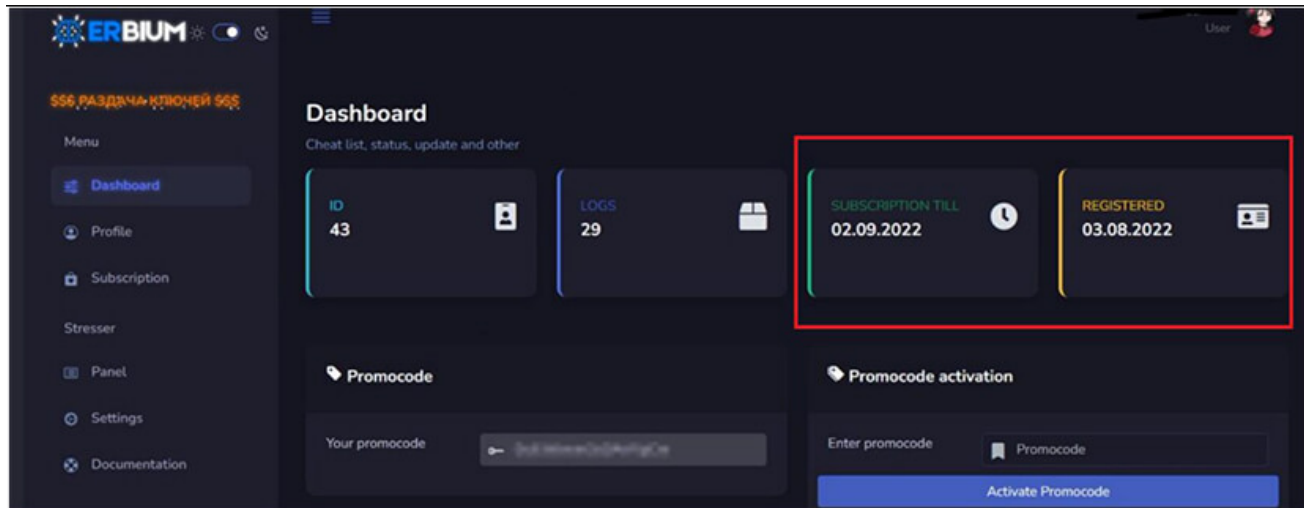 ERBIUM
User
$$$ РАЗДАЧА КЛЮЧЕЙ $$$
Menu
Dashboard
Profile
Subscription
Stresser
Panel
Settings
Documentation
Dashboard
Cheat list, status, update and other
ID
43
LOGS
29
SUBSCRIPTION TILL
02.09.2022
REGISTERED
03.08.2022
Promocode
Your promocode
Promocode activation
Enter promocode
Promocode
Activate Promocode